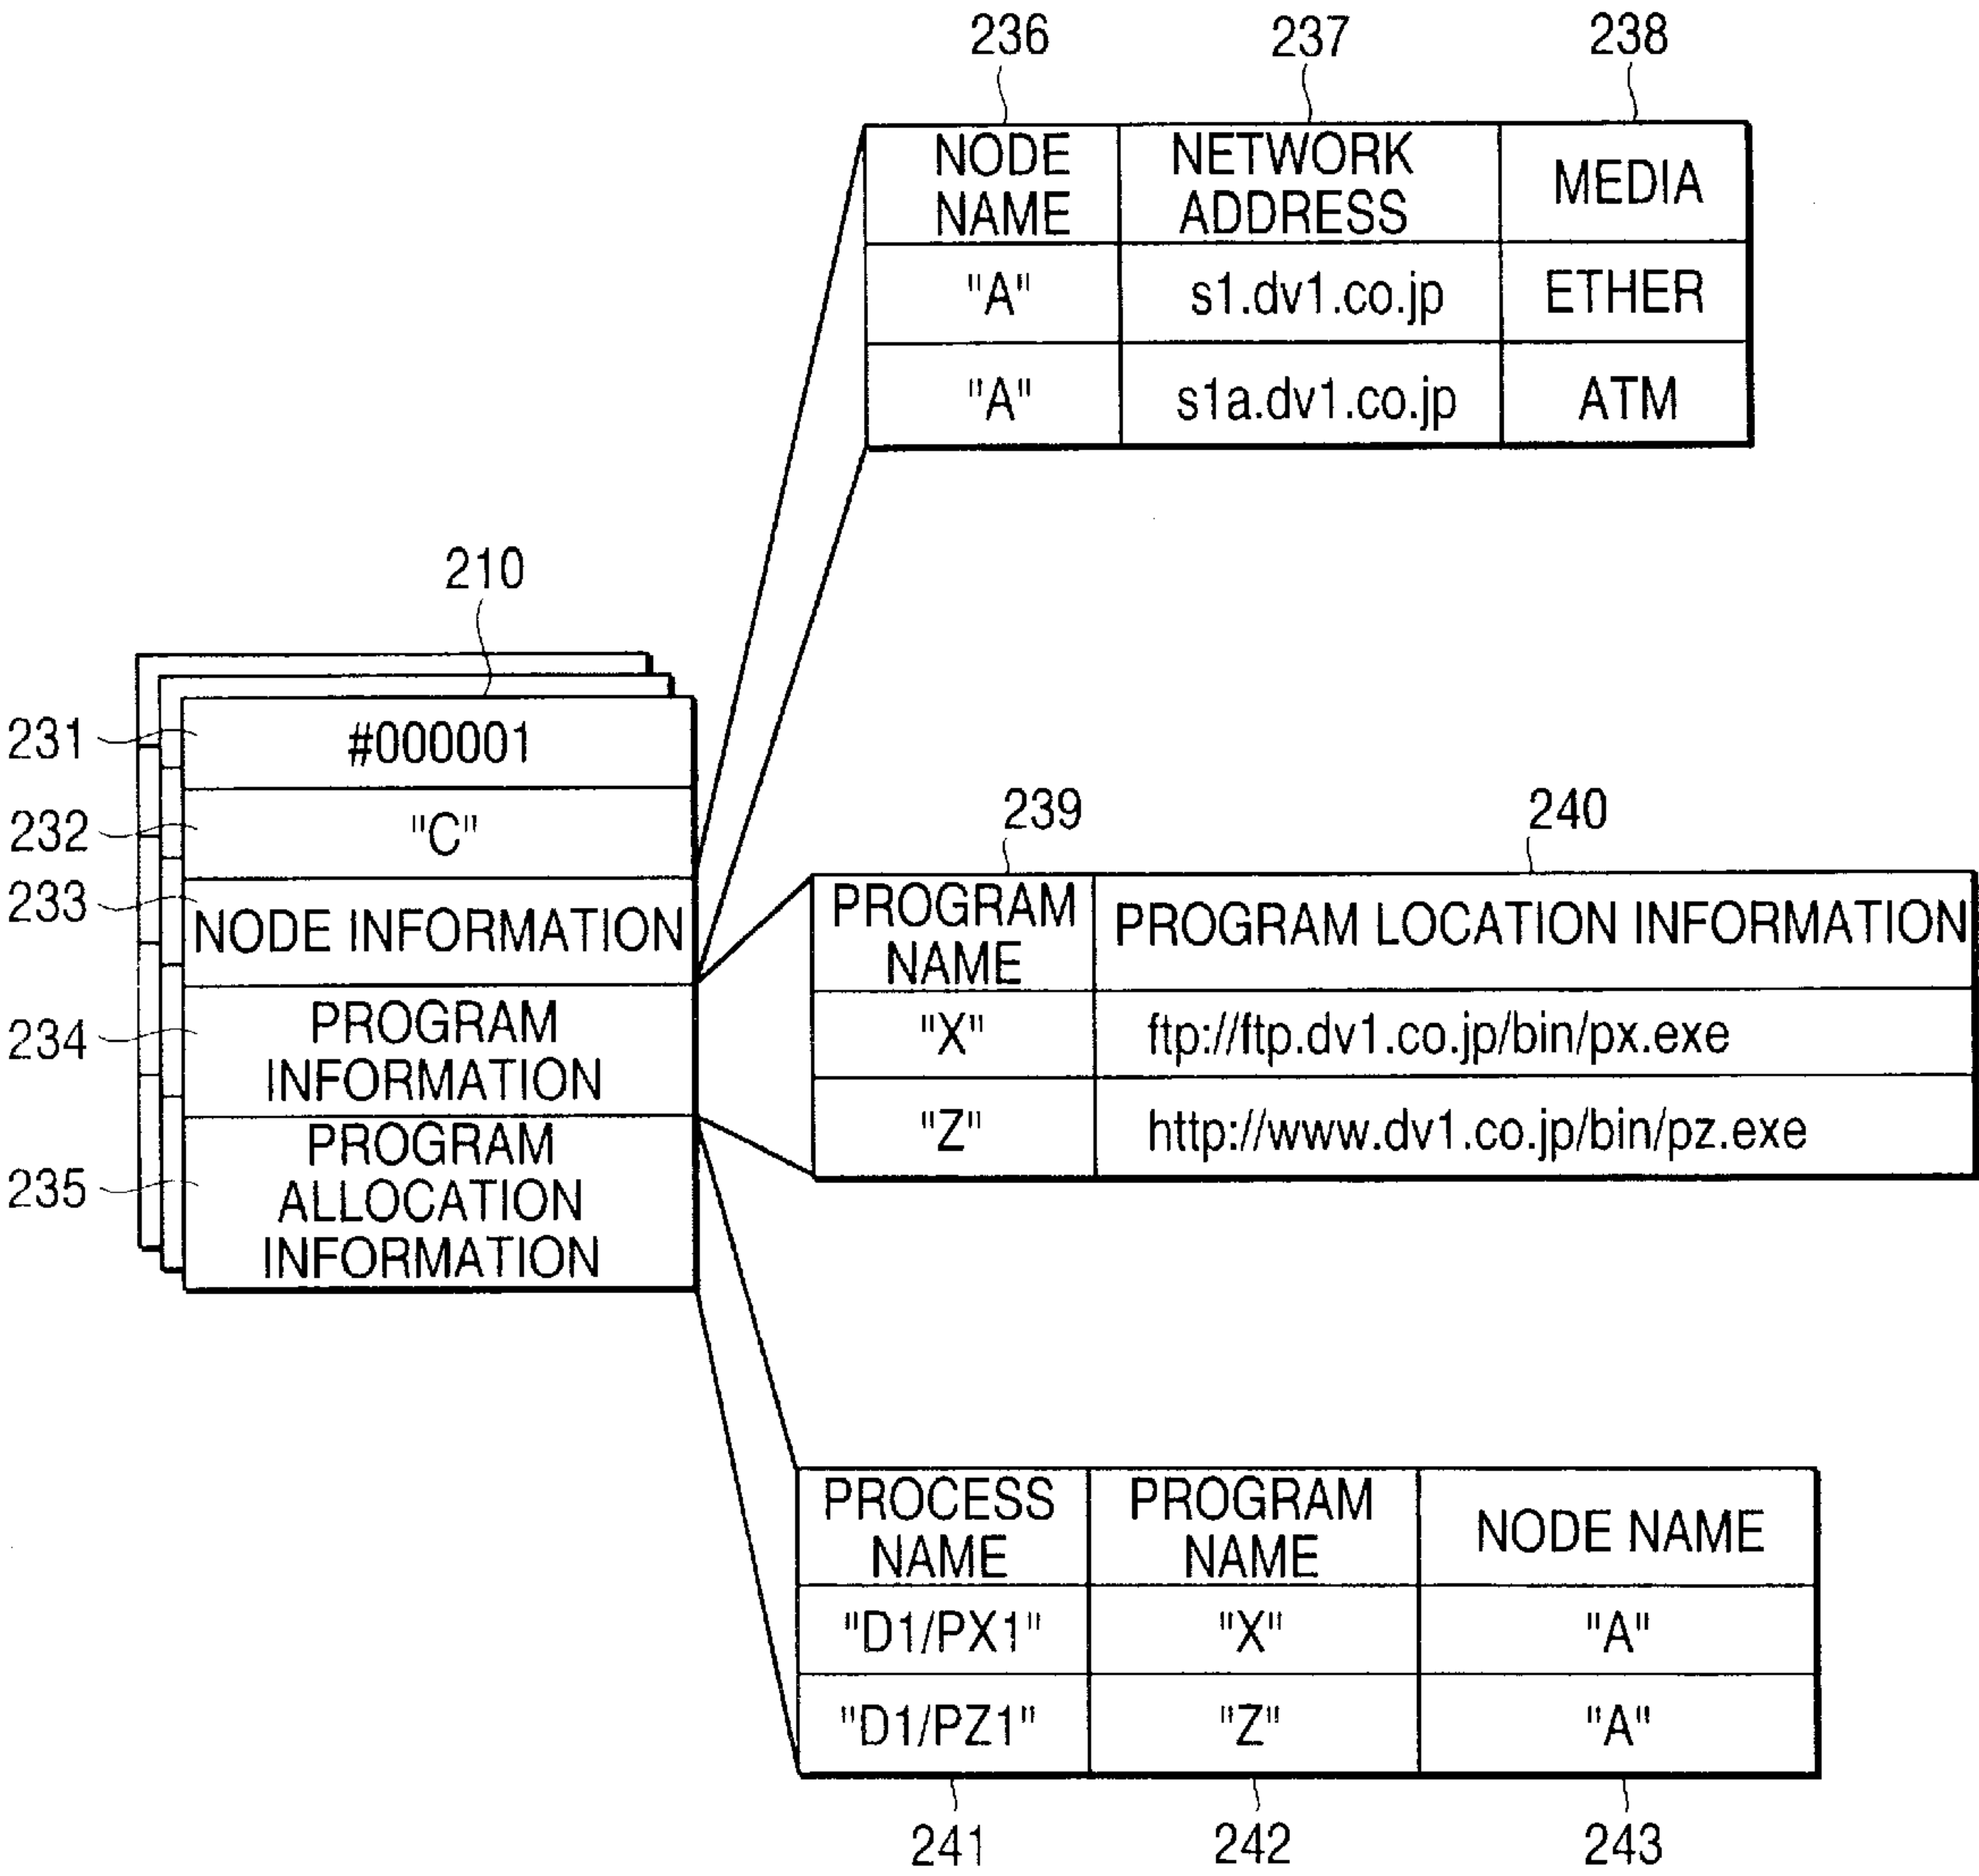 236 237 238
NODE NAME NETWORK ADDRESS MEDIA
"A" s1.dv1.co.jp ETHER
"A" s1a.dv1.co.jp ATM
210
231 #000001
232 "C"
233 NODE INFORMATION
234 PROGRAM
INFORMATION
235 PROGRAM
ALLOCATION
INFORMATION
239 240
PROGRAM NAME PROGRAM LOCATION INFORMATION
"X" ftp://ftp.dv1.co.jp/bin/px.exe
"Z" http://www.dv1.co.jp/bin/pz.exe
PROCESS NAME PROGRAM NAME NODE NAME
"D1/PX1" "X" "A"
"D1/PZ1" "Z" "A"
241 242 243